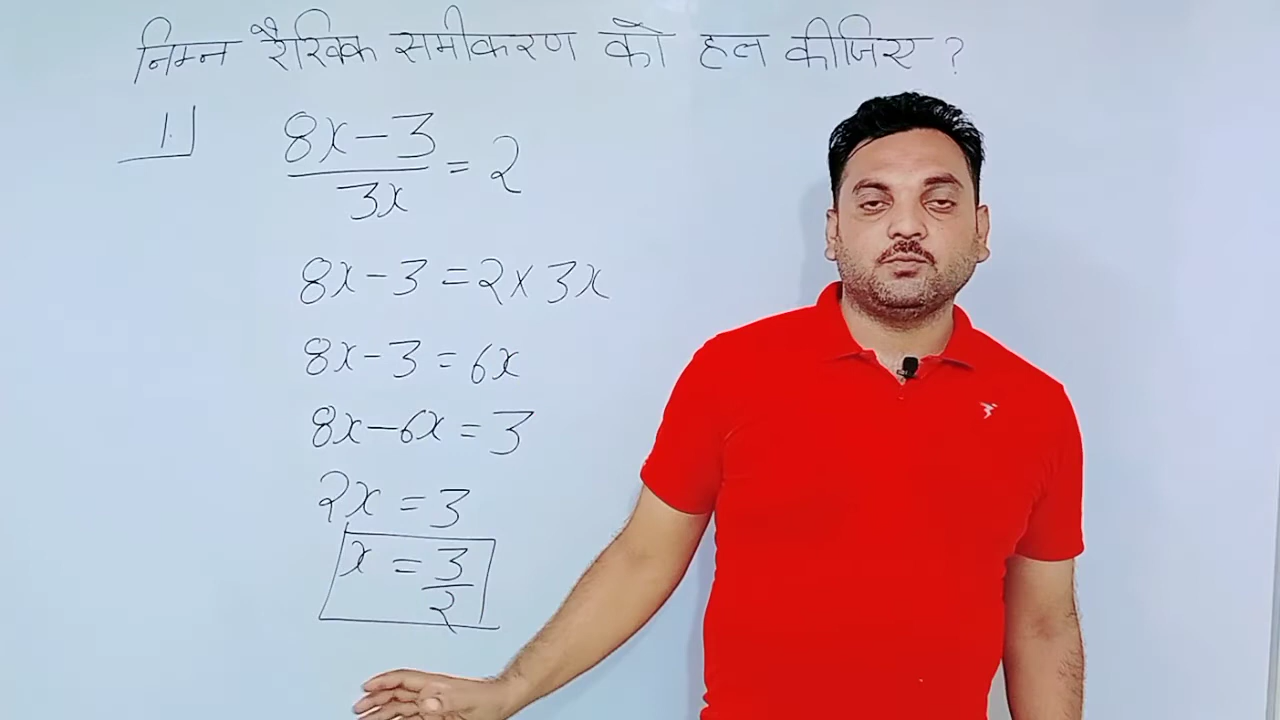 निम्न रैखिक समीकरण को हल कीजिए ?
1.
8x-3/3x = 2
8x-3 = 2×3x
8x-3 = 6x
8x-6x = 3
2x = 3
x = 3/2